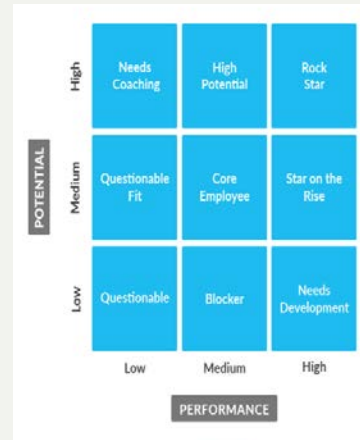 High
Needs
Coaching
High
Potential
Rock
Star
POTENTIAL
Medium
Questionable
Fit
Core
Employee
Star on the
Rise
Low
Questionable
Blocker
Needs
Development
Low
Medium
High
PERFORMANCE